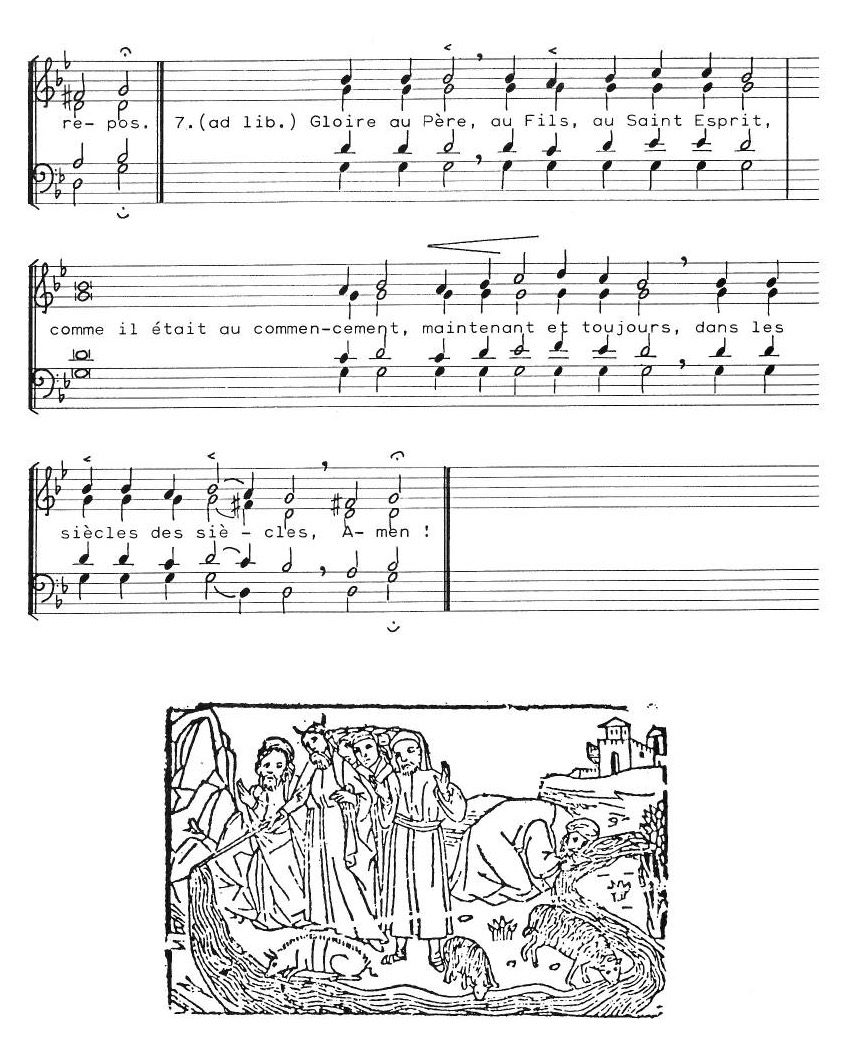 re- pos. 7.(ad lib.) Gloire au Père, au Fils, au Saint Esprit,
comme il était au commen-cement, maintenant et toujours, dans les
siècles des siè - cles, A- men !